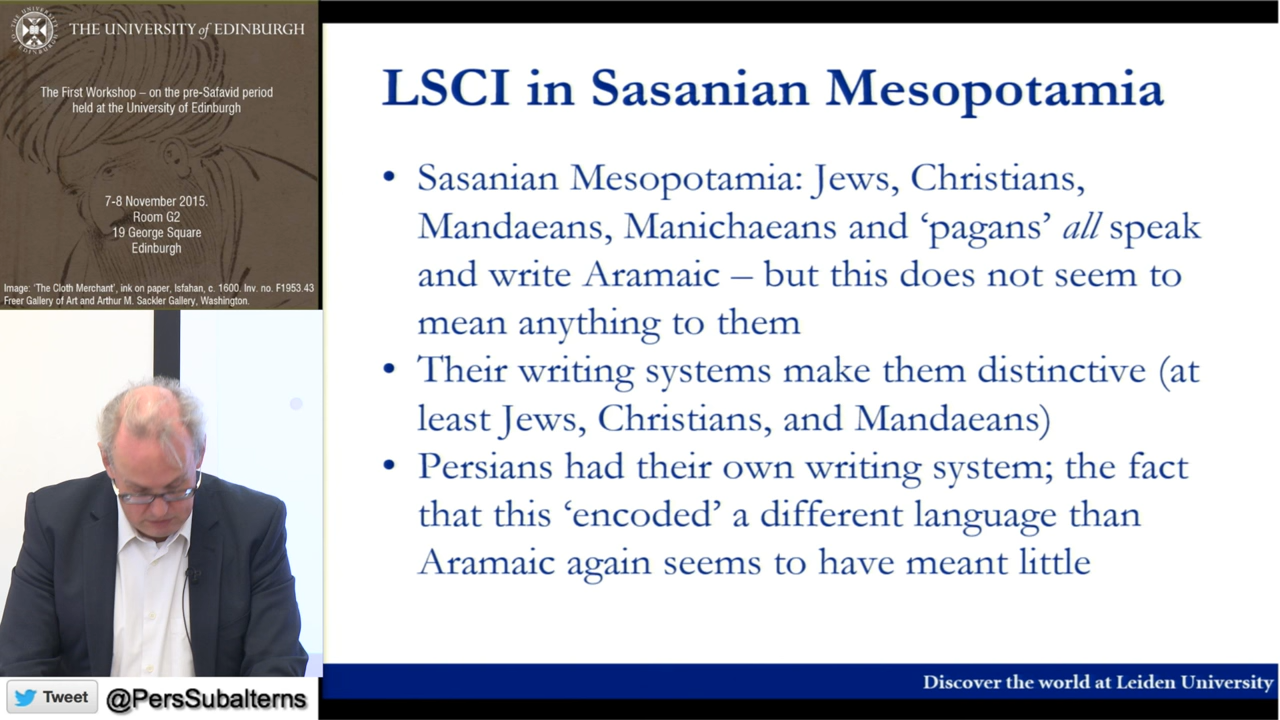 THE UNIVERSITY of EDINBURGH
The First Workshop – on the pre-Safavid period
held at the University of Edinburgh
7-8 November 2015.
Room G2
19 George Square
Edinburgh
Image: 'The Cloth Merchant', ink on paper, Isfahan, c. 1600. Inv. no. F1953.43
Freer Gallery of Art and Arthur M. Sackler Gallery, Washington.
Tweet @PersSubalterns
LSCI in Sasanian Mesopotamia
• Sasanian Mesopotamia: Jews, Christians,
Mandaeans, Manichaeans and ‘pagans’ all speak
and write Aramaic – but this does not seem to
mean anything to them
• Their writing systems make them distinctive (at
least Jews, Christians, and Mandaeans)
• Persians had their own writing system; the fact
that this ‘encoded’ a different language than
Aramaic again seems to have meant little
Discover the world at Leiden University